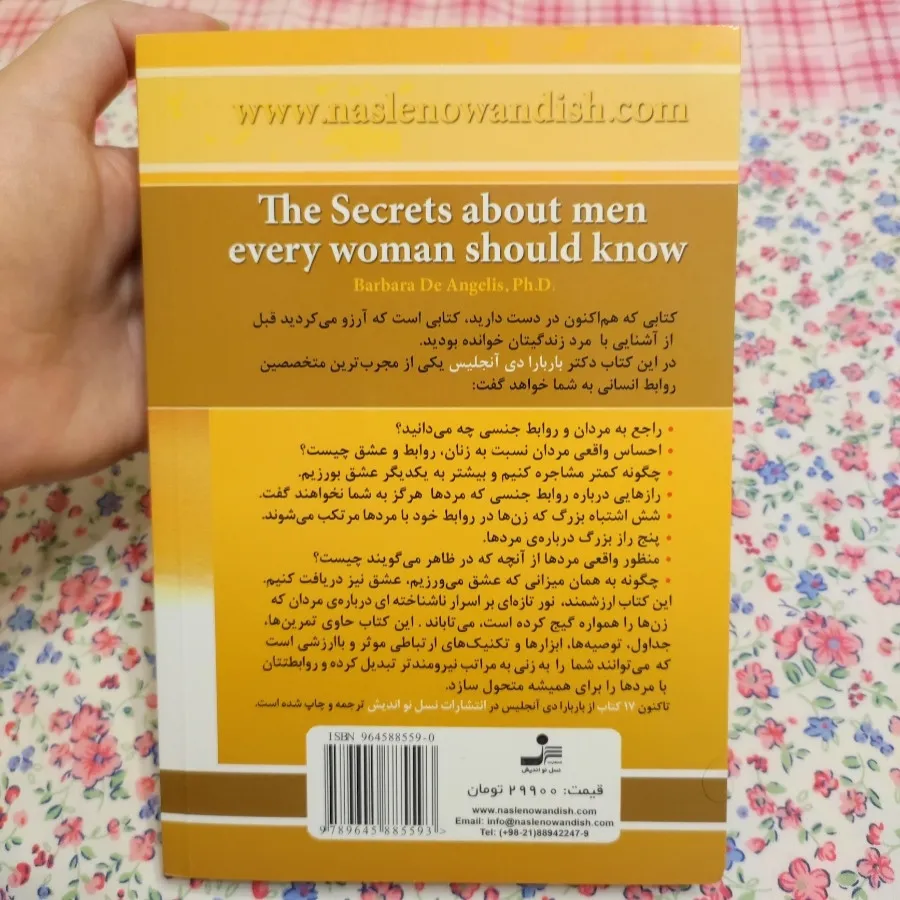 www.naslenowandish.com
The Secrets about men
every woman should know
Barbara De Angelis, Ph.D.
کتابی که هم‌اکنون در دست دارید، کتابی است که آرزو می‌کردید قبل
از آشنایی با مرد زندگیتان خوانده بودید.
در این کتاب دکتر باربارا دی آنجلیس یکی از مجرب‌ترین متخصصین
روابط انسانی به شما خواهد گفت:
• راجع به مردان و روابط جنسی چه می‌دانید؟
• احساس واقعی مردان نسبت به زنان، روابط و عشق چیست؟
• چگونه کمتر مشاجره کنیم و بیشتر به یکدیگر عشق بورزیم.
• رازهایی درباره روابط جنسی که مردها هرگز به شما نخواهند گفت.
• شش اشتباه بزرگ که زن‌ها در روابط خود با مردها مرتکب می‌شوند.
• پنج راز بزرگ درباره‌ی مردها.
• منظور واقعی مردها از آنچه که در ظاهر می‌گویند چیست؟
• چگونه به همان میزانی که عشق می‌ورزیم، عشق نیز دریافت کنیم.
این کتاب ارزشمند، نور تازه‌ای بر اسرار ناشناخته ای درباره‌ی مردان که
زن‌ها را همواره گیج کرده است، می‌تاباند . این کتاب حاوی تمرین‌ها،
جداول، توصیه‌ها، ابزارها و تکنیک‌های ارتباطی موثر و باارزشی است
که می‌توانند شما را به زنی به مراتب نیرومندتر تبدیل کرده و روابطتتان
با مردها را برای همیشه متحول سازد.
تاکنون ۱۷ کتاب از باربارا دی آنجلیس در انتشارات نسل نو اندیش ترجمه و چاپ شده است.
ISBN 964588559-0
9789645885593
نسل نو اندیش
قیمت: ۲۹۹۰۰ تومان
www.naslenowandish.com
Email: info@naslenowandish.com
Tel: (+98-21)88942247-9